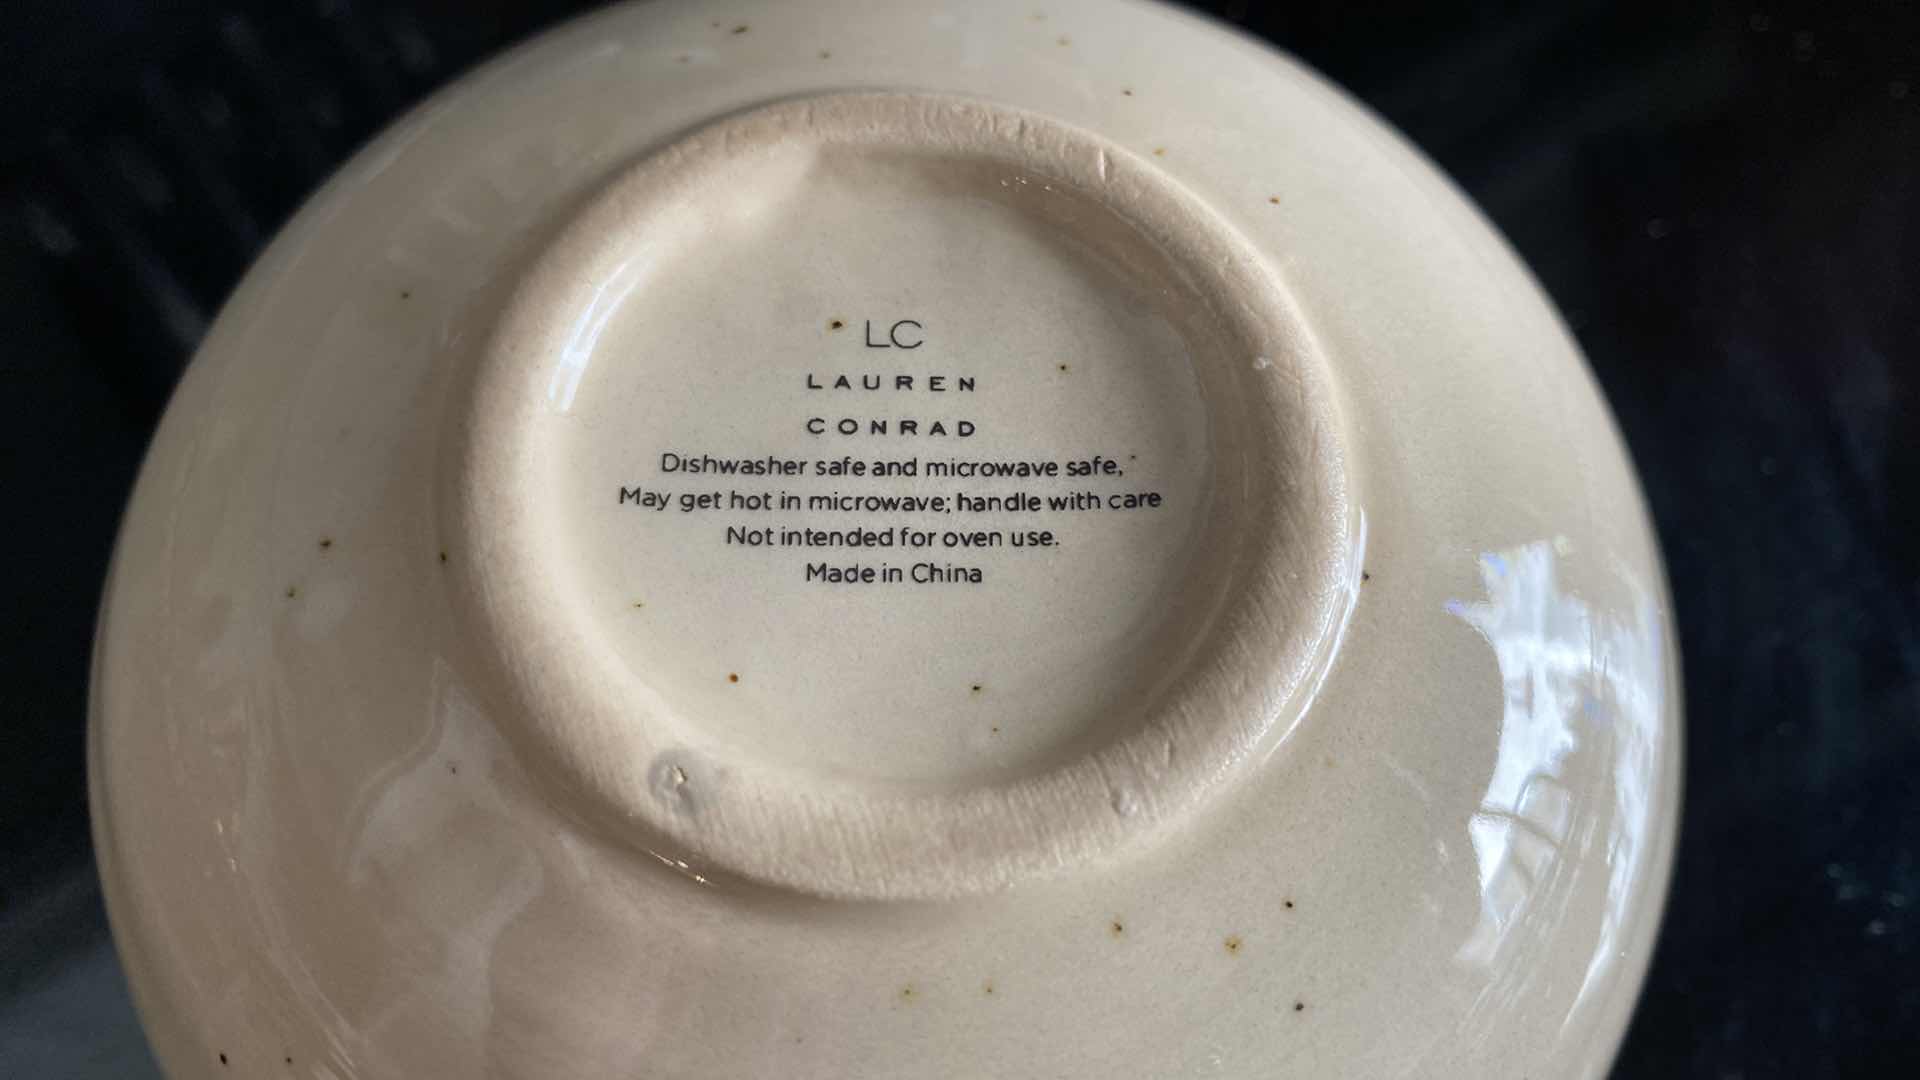 LC
LAUREN
CONRAD
Dishwasher safe and microwave safe,
May get hot in microwave; handle with care
Not intended for oven use.
Made in China